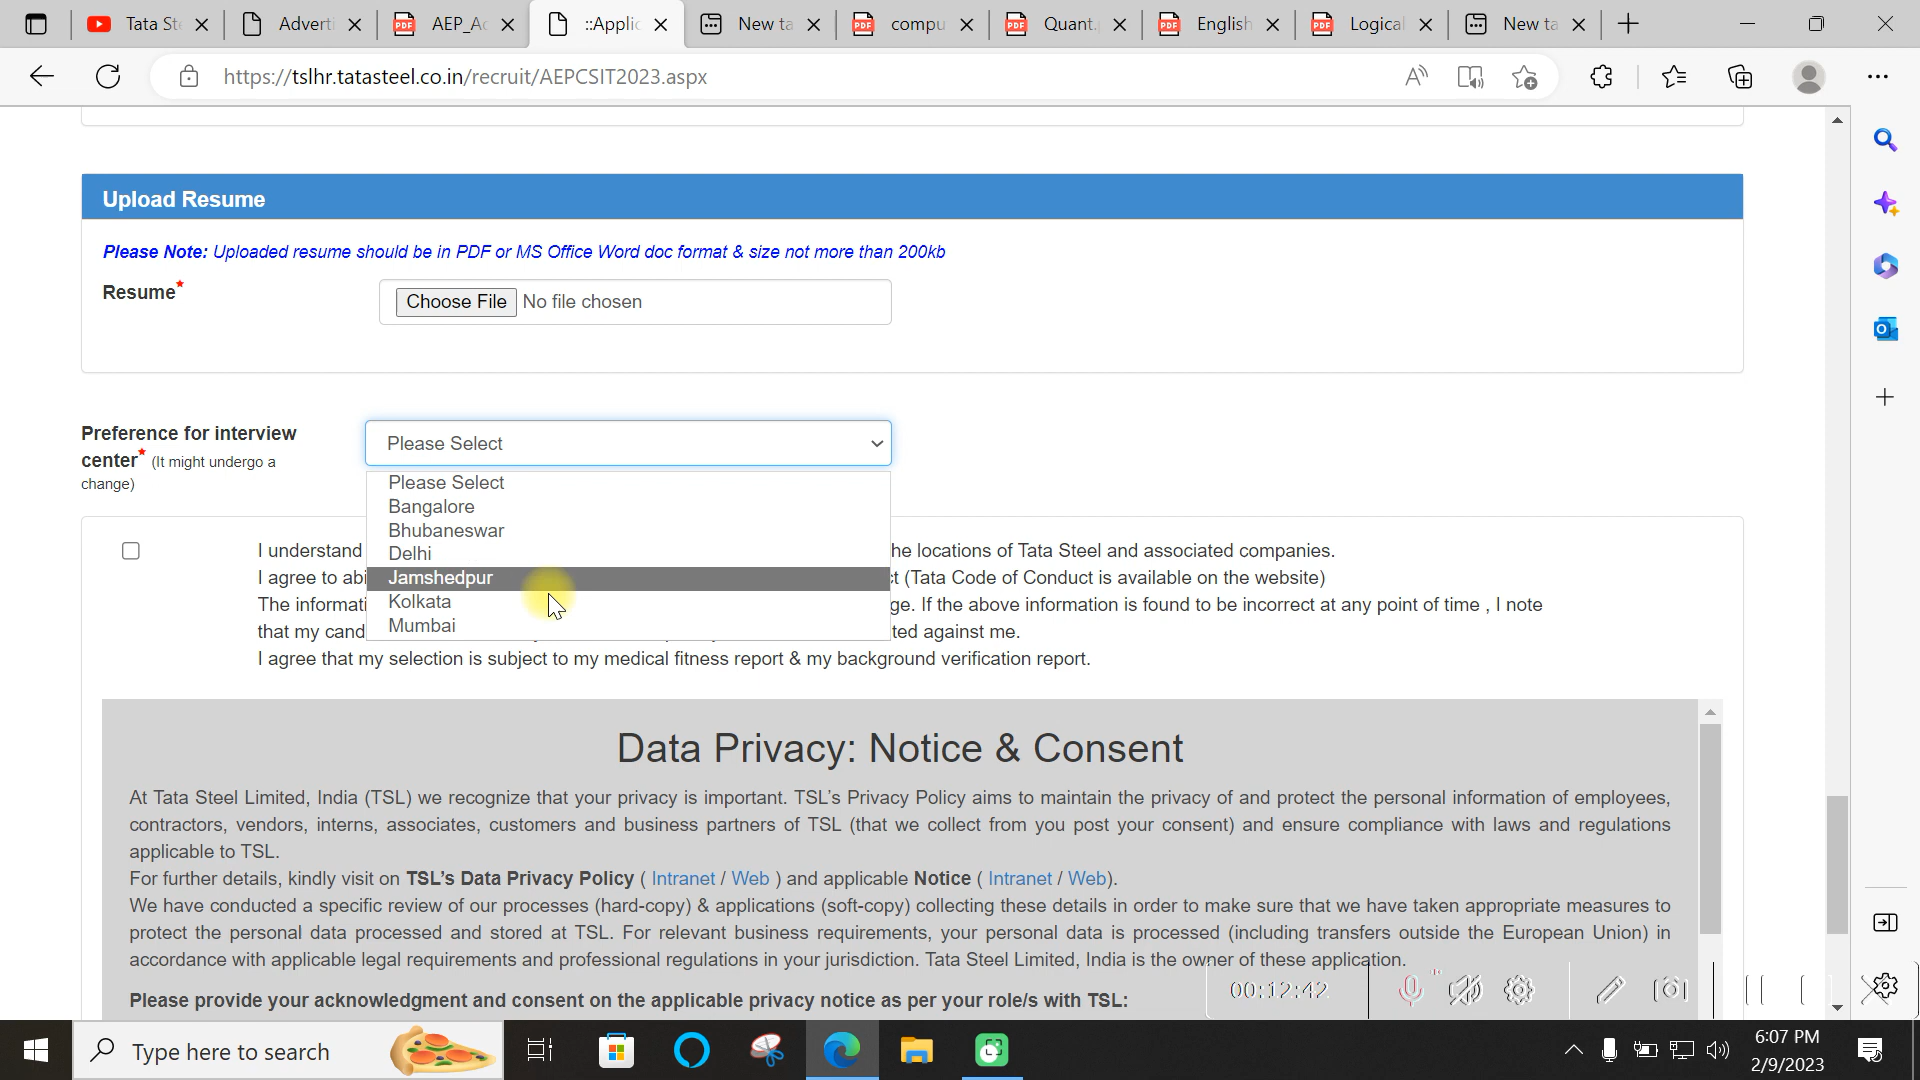 Tata St
Advert
AEP_Ac
::Applic
New ta
compu
Quant.
English
Logical
New ta
https://tslhr.tatasteel.co.in/recruit/AEPCSIT2023.aspx
Upload Resume
Please Note: Uploaded resume should be in PDF or MS Office Word doc format & size not more than 200kb
Resume*
Choose File No file chosen
Preference for interview
center* (It might undergo a
change)
Please Select
Please Select
Bangalore
Bhubaneswar
Delhi
Jamshedpur
Kolkata
Mumbai
I understand he locations of Tata Steel and associated companies.
I agree to abi t (Tata Code of Conduct is available on the website)
The informati ge. If the above information is found to be incorrect at any point of time , I note
that my cand ted against me.
I agree that my selection is subject to my medical fitness report & my background verification report.
Data Privacy: Notice & Consent
At Tata Steel Limited, India (TSL) we recognize that your privacy is important. TSL's Privacy Policy aims to maintain the privacy of and protect the personal information of employees,
contractors, vendors, interns, associates, customers and business partners of TSL (that we collect from you post your consent) and ensure compliance with laws and regulations
applicable to TSL.
For further details, kindly visit on TSL's Data Privacy Policy ( Intranet / Web ) and applicable Notice ( Intranet / Web).
We have conducted a specific review of our processes (hard-copy) & applications (soft-copy) collecting these details in order to make sure that we have taken appropriate measures to
protect the personal data processed and stored at TSL. For relevant business requirements, your personal data is processed (including transfers outside the European Union) in
accordance with applicable legal requirements and professional regulations in your jurisdiction. Tata Steel Limited, India is the owner of these application.
Please provide your acknowledgment and consent on the applicable privacy notice as per your role/s with TSL:
00:12:42
Type here to search
6:07 PM
2/9/2023